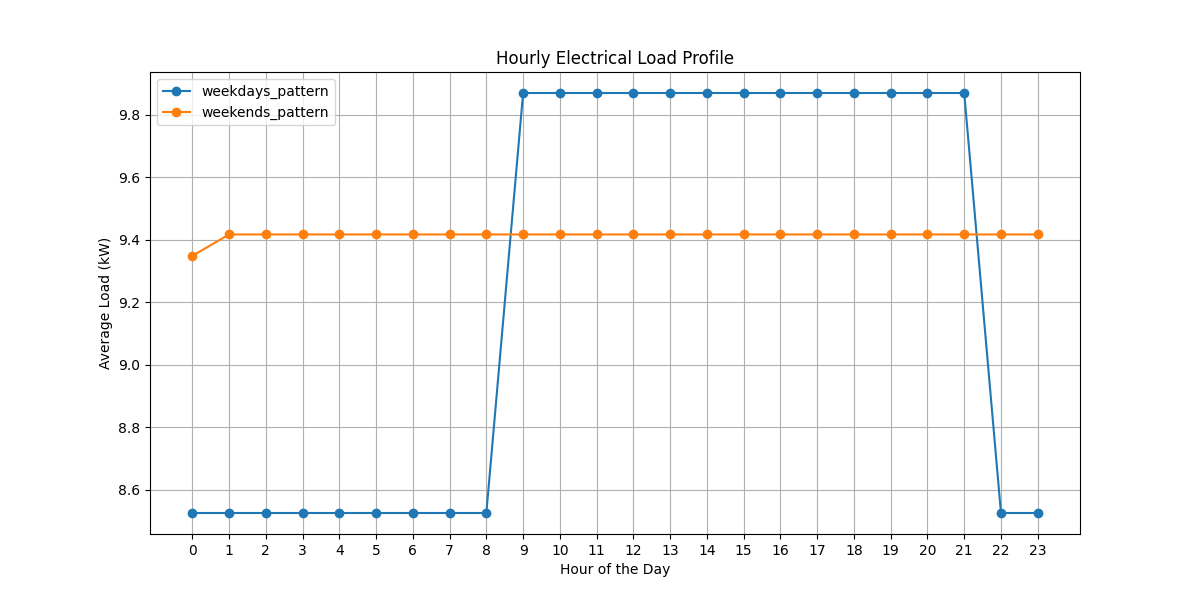 Hourly Electrical Load Profile
weekdays_pattern
weekends_pattern
9.8
9.6
9.4
9.2
9.0
8.8
8.6
Average Load (kW)
0 1 2 3 4 5 6 7 8 9 10 11 12 13 14 15 16 17 18 19 20 21 22 23
Hour of the Day